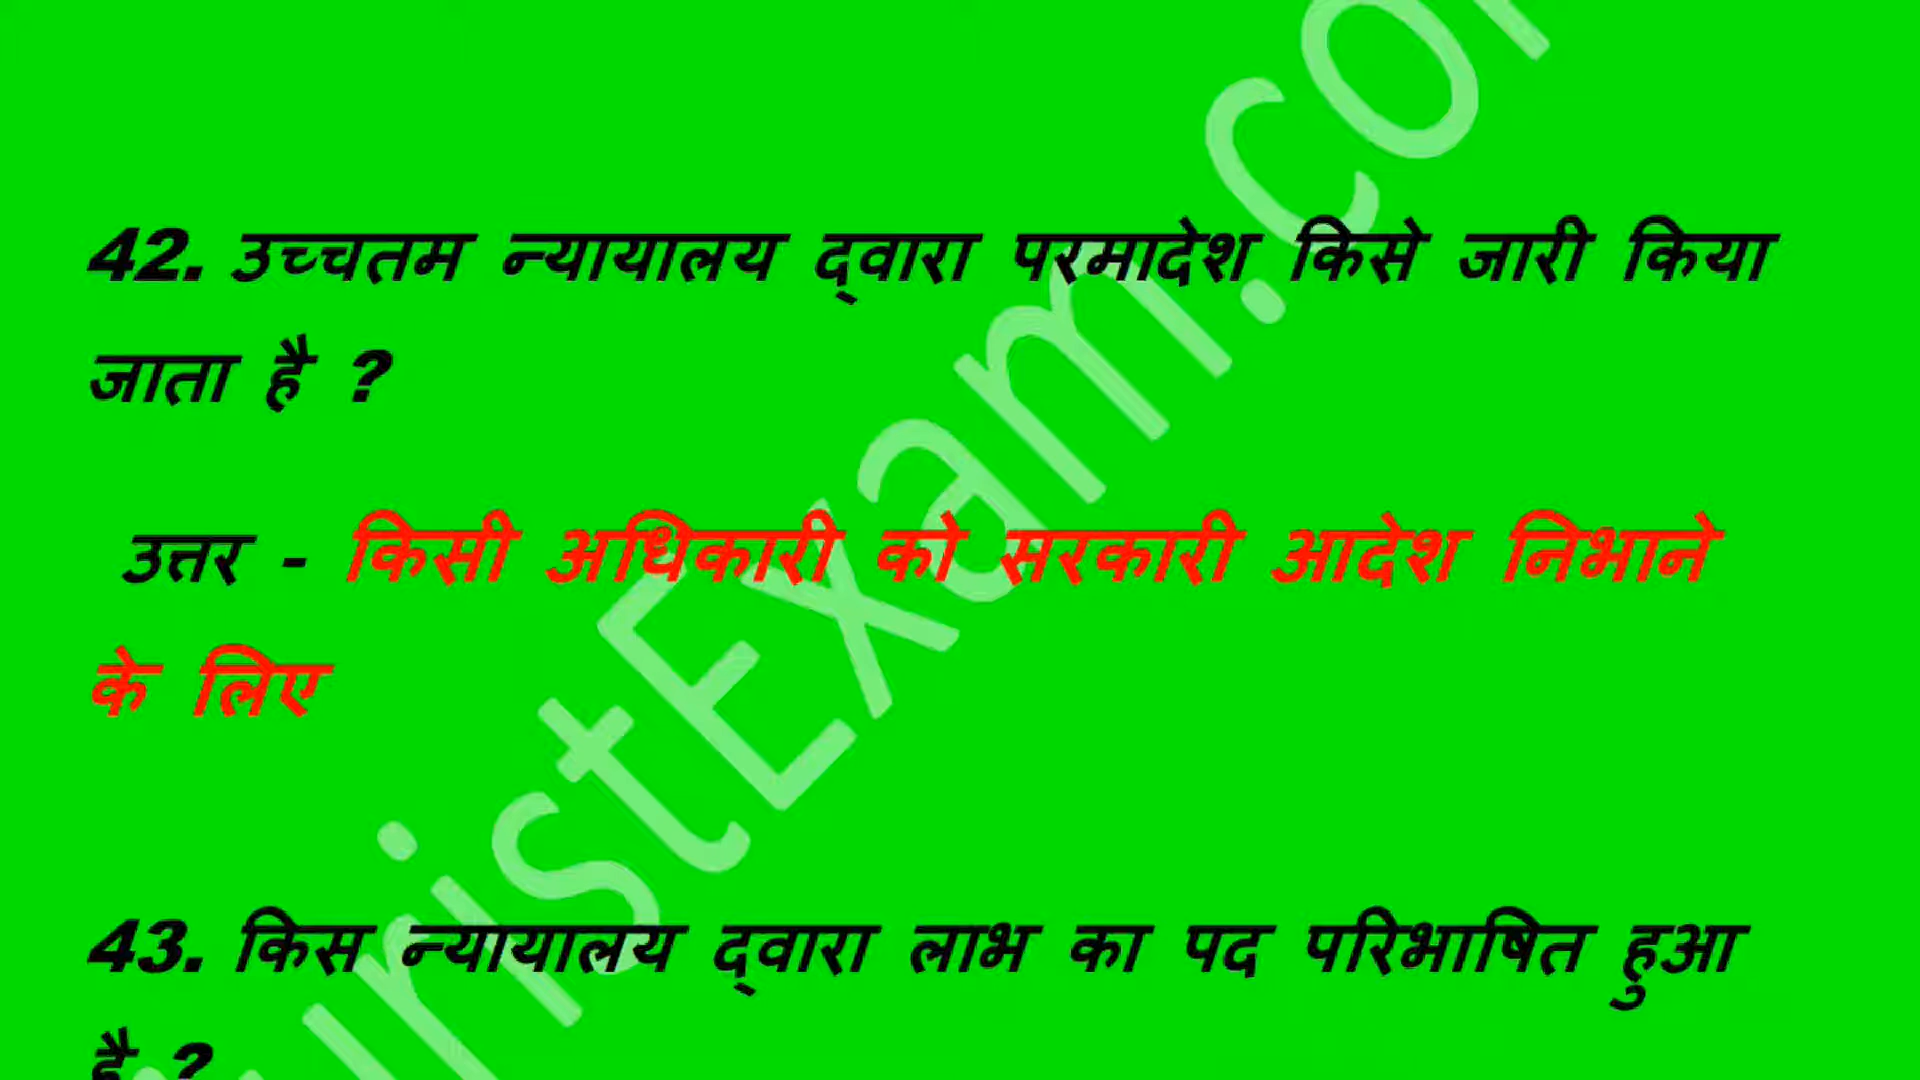 42. उच्चतम न्यायालय द्वारा परमादेश किसे जारी किया
जाता है ?
उत्तर - किसी अधिकारी को सरकारी आदेश निभाने
के लिए
43. किस न्यायालय द्वारा लाभ का पद परिभाषित हुआ
है ?